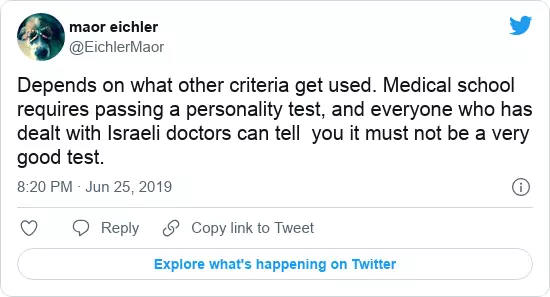 maor eichler
@EichlerMaor
Depends on what other criteria get used. Medical school
requires passing a personality test, and everyone who has
dealt with Israeli doctors can tell  you it must not be a very
good test.
8:20 PM · Jun 25, 2019
Reply
Copy link to Tweet
Explore what's happening on Twitter